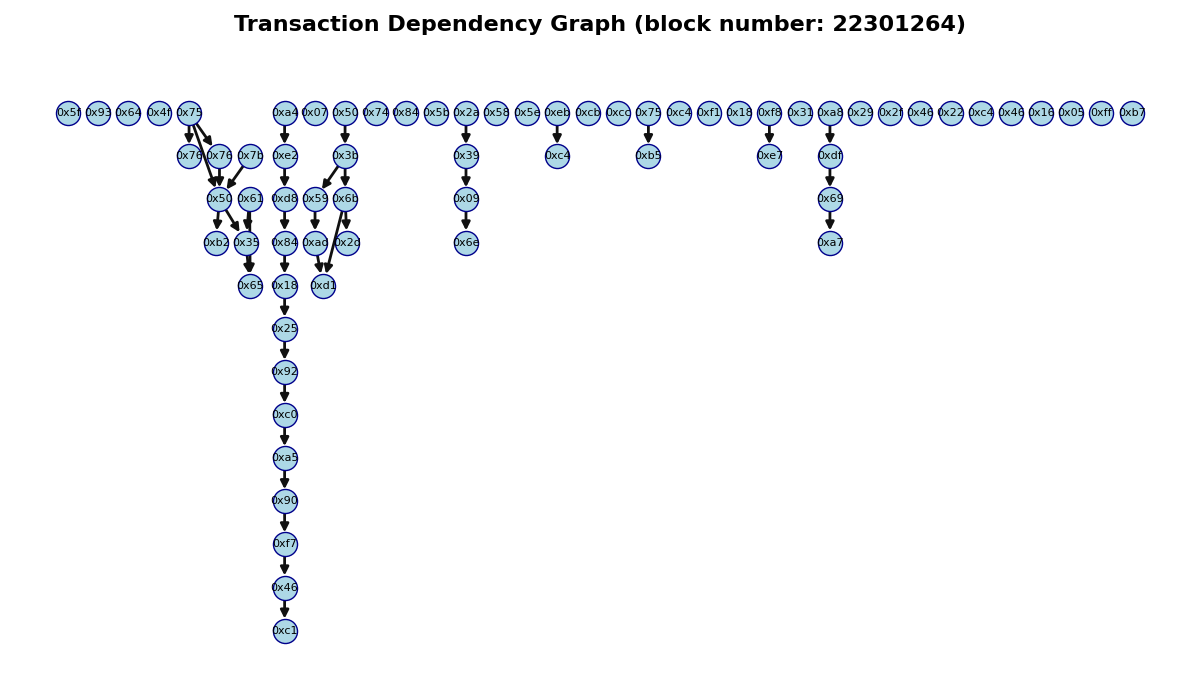 Transaction Dependency Graph (block number: 22301264)
0x5f 0x93 0x64 0x4f 0x75 0xa4 0x07 0x50 0x74 0x84 0x5b 0x2a 0x58 0x5e 0xeb 0xcb 0xcc 0x75 0xc4 0xf1 0x18 0xf8 0x31 0xa8 0x29 0x2f 0x46 0x22 0xc4 0x46 0x16 0x05 0xff 0xb7
0x76 0x76 0x7b 0xe2 0x3b 0x39 0xc4 0xb5 0xe7 0xdf
0x50 0x61 0xd8 0x59 0x6b 0x09 0x69
0xb2 0x35 0x84 0xad 0x2d 0x6e 0xa7
0x65 0x18 0xd1
0x25
0x92
0xc0
0xa5
0x90
0xf7
0x46
0xc1